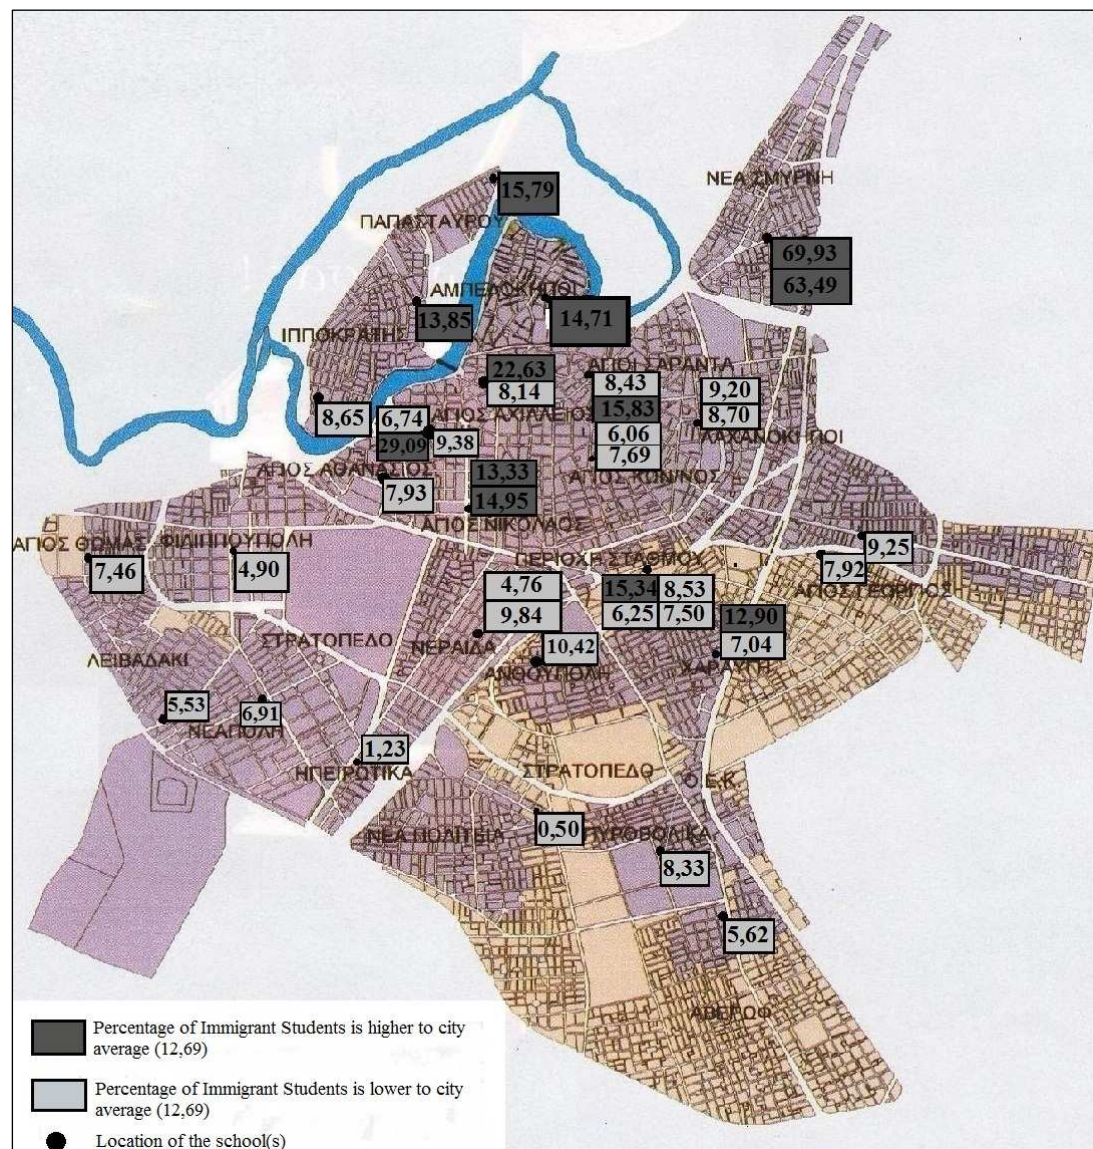 ΝΕΑ ΣΜΥΡΝΗ
15,79
ΠΑΠΑΣΤΑΥΡΟΥ
69,93
63,49
ΑΜΠΕΛΟΚΗΠΟΙ
13,85
14,71
ΙΠΠΟΚΡΑΤΗΣ
ΑΓΙΟΙ ΣΑΡΑΝΤΑ
22,63
8,14
8,43
15,83
9,20
8,70
8,65
6,74
29,09
9,38
ΑΓΙΟΣ ΑΧΙΛΛΕΙΟΣ
6,06
7,69
ΑΓΙΟΣ ΑΘΑΝΑΣΙΟΣ
7,93
13,33
14,95
ΑΓΙΟΣ ΚΩΝ/ΝΟΣ
ΑΓΙΟΣ ΝΙΚΟΛΑΟΣ
ΑΓΙΟΣ ΘΩΜΑΣ
ΦΙΛΙΠΠΟΥΠΟΛΗ
7,46
4,90
ΠΕΡΙΟΧΗ ΣΤΑΘΜΟΥ
9,25
7,92
ΑΓΙΟΣ ΓΕΩΡΓΙΟΣ
4,76
9,84
15,34 8,53
6,25 7,50
12,90
7,04
ΣΤΡΑΤΟΠΕΔΟ
ΝΕΡΑΙΔΑ
10,42
ΑΝΘΟΥΠΟΛΗ
ΧΑΡΑΥΓΗ
ΛΕΙΒΑΔΑΚΙ
5,53
6,91
ΝΕΑΠΟΛΗ
1,23
ΗΠΕΙΡΩΤΙΚΑ
ΣΤΡΑΤΟΠΕΔΟ
Ο.Ε.Κ.
ΝΕΑ ΠΟΛΙΤΕΙΑ
0,50
ΠΥΡΟΒΟΛΙΚΑ
8,33
5,62
ΑΒΕΡΩΦ
Percentage of Immigrant Students is higher to city
average (12,69)
Percentage of Immigrant Students is lower to city
average (12,69)
Location of the school(s)